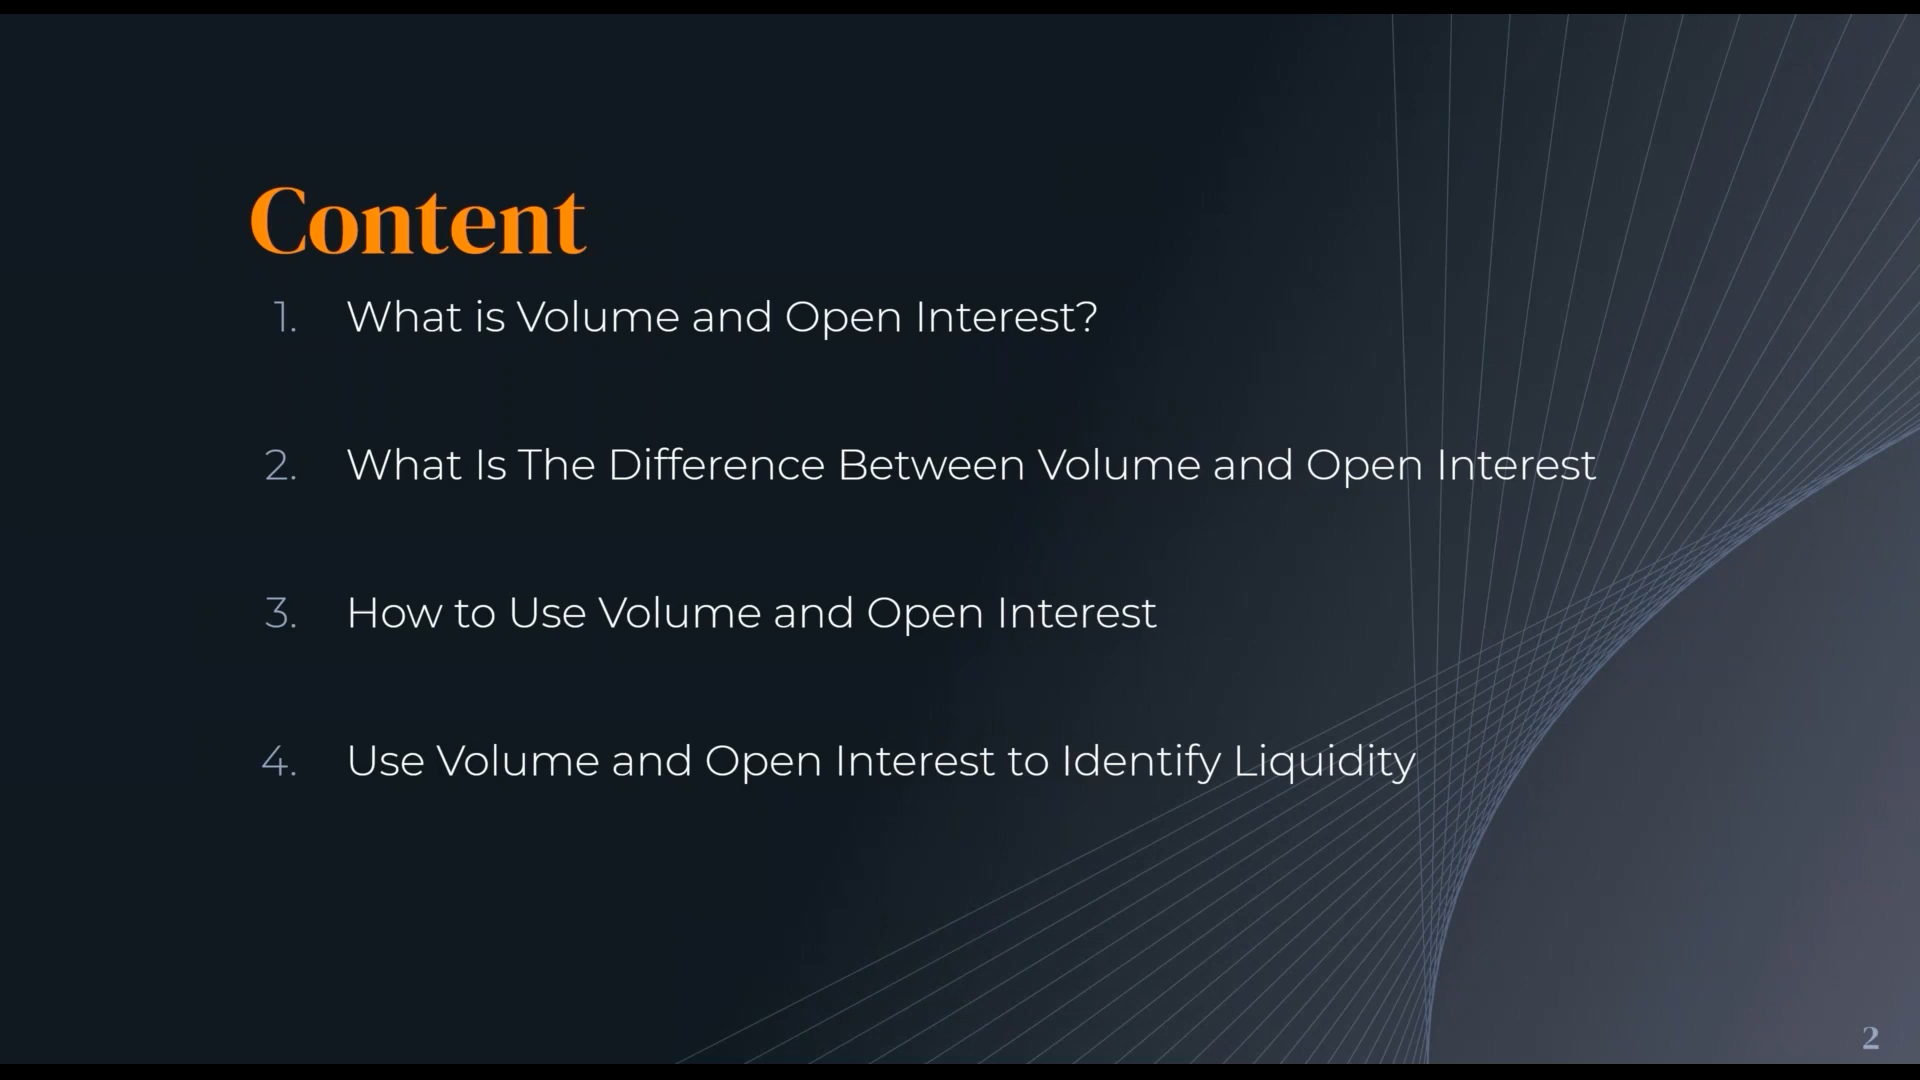 Content
1. What is Volume and Open Interest?
2. What Is The Difference Between Volume and Open Interest
3. How to Use Volume and Open Interest
4. Use Volume and Open Interest to Identify Liquidity
2